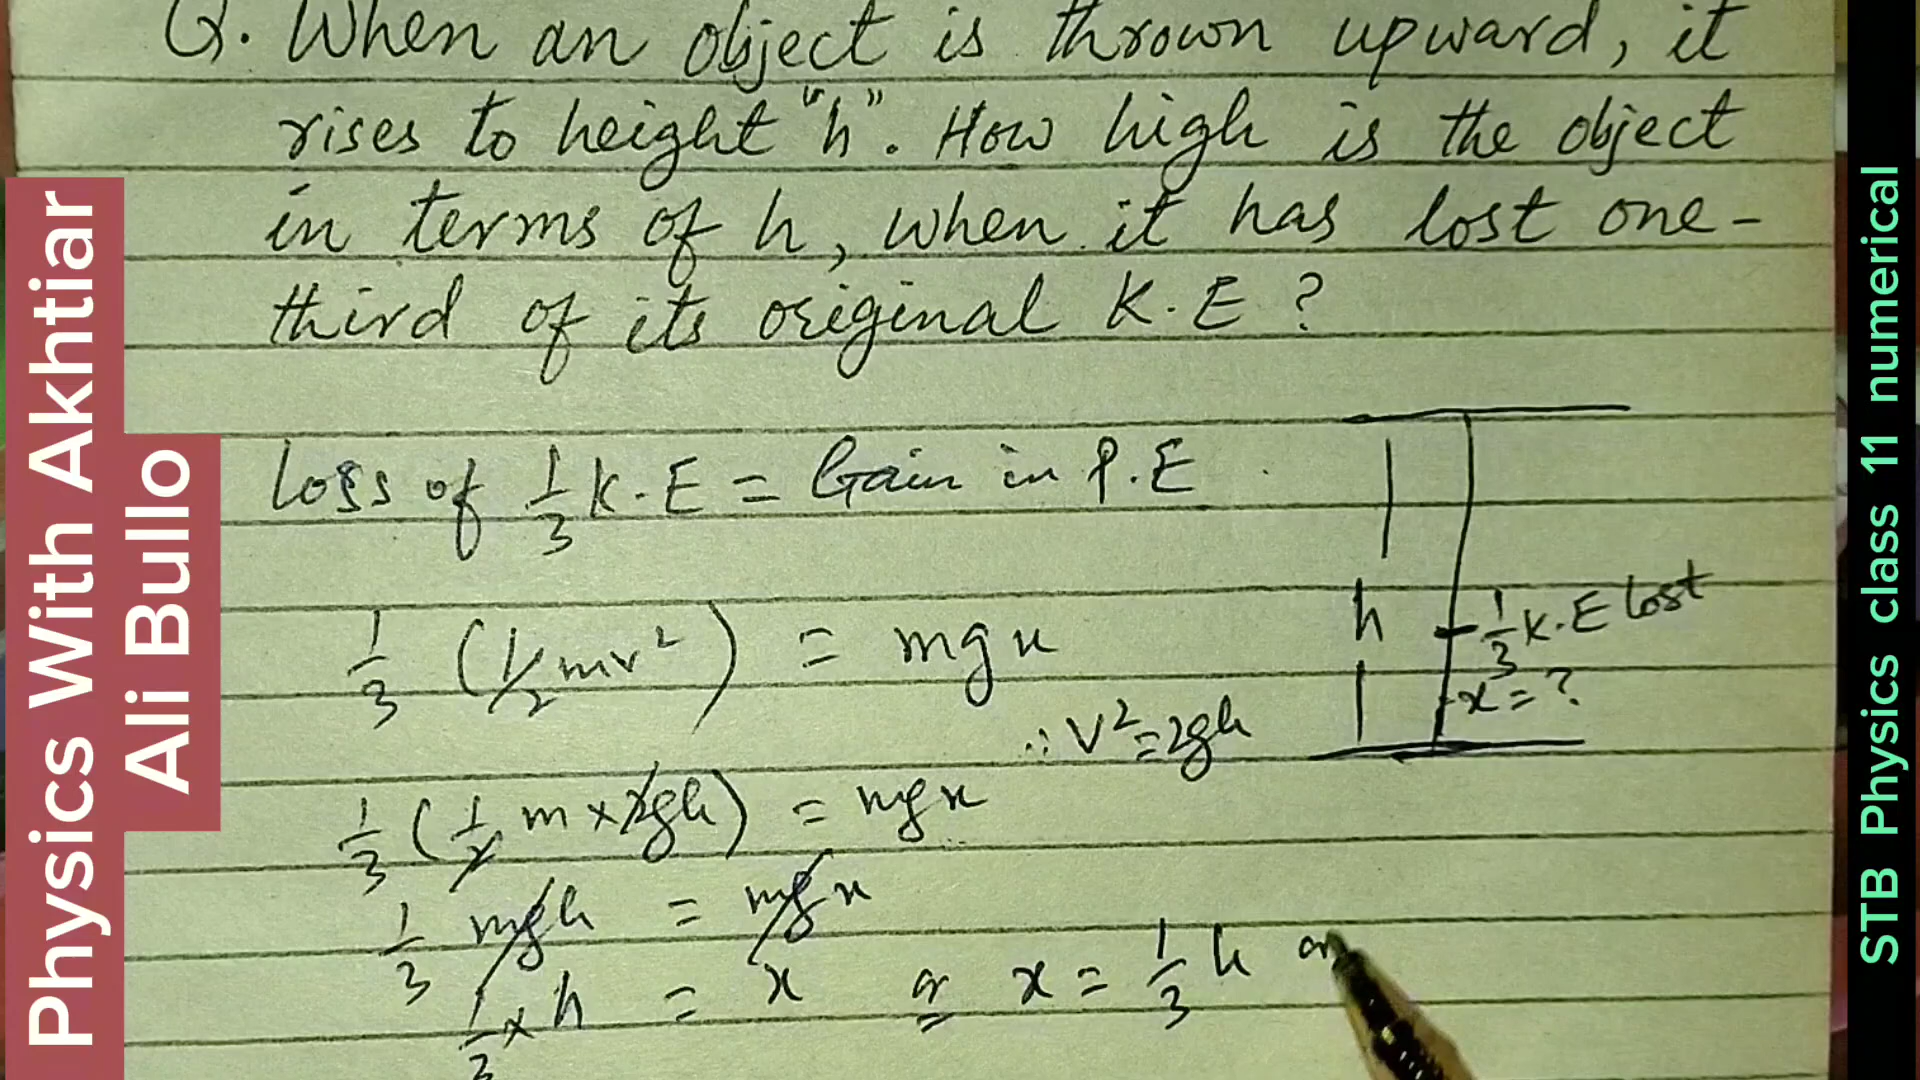 Q. When an object is thrown upward, it
rises to height "h". How high is the object
in terms of h, when it has lost one-
third of its original K.E ?
Loss of 1/3 K.E = Gain in P.E
1/3 (1/2 mv²) = mgx
∵ V² = 2gh
1/3 (1/2 m × 2gh) = mgx
1/3 mgh = mgx
1/3 × h = x or x = 1/3 h
h
1/3 K.E lost
x = ?
Physics With Akhtiar
Ali Bullo
STB Physics class 11 numerical